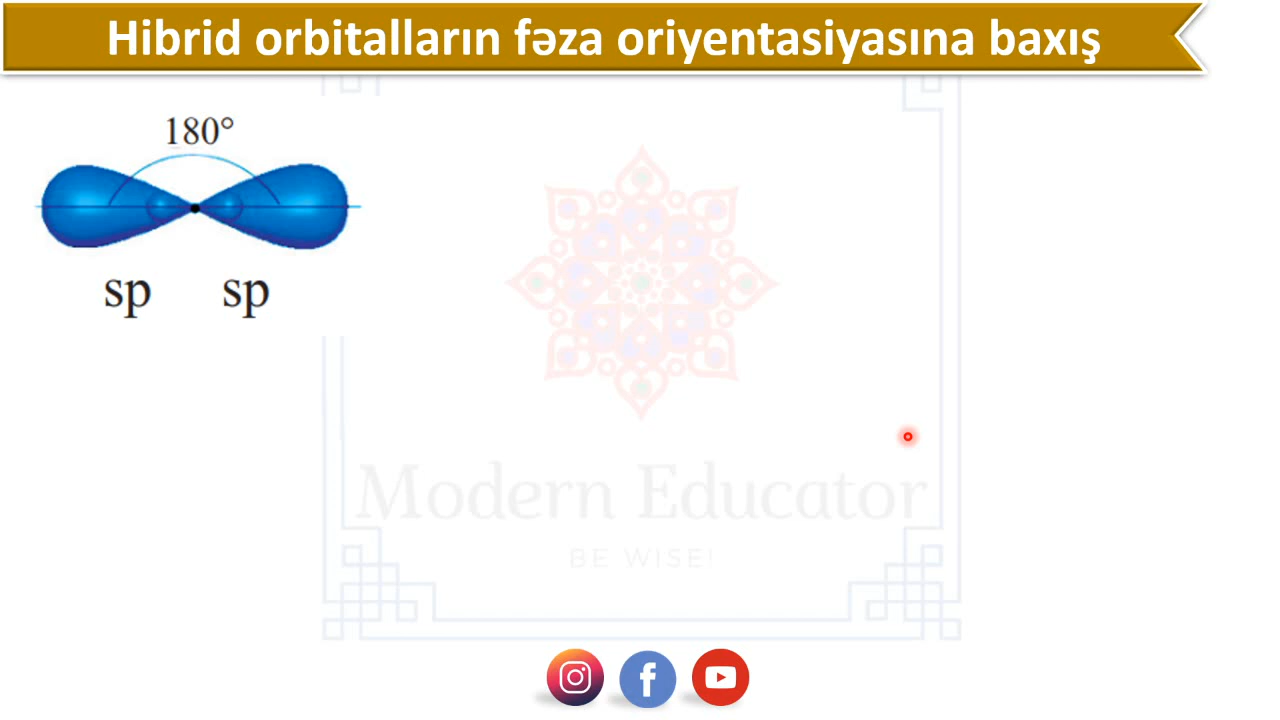 Hibrid orbitalların fəza oriyentasiyasına baxış
180°
sp sp
Modern Educator
BE WISE!